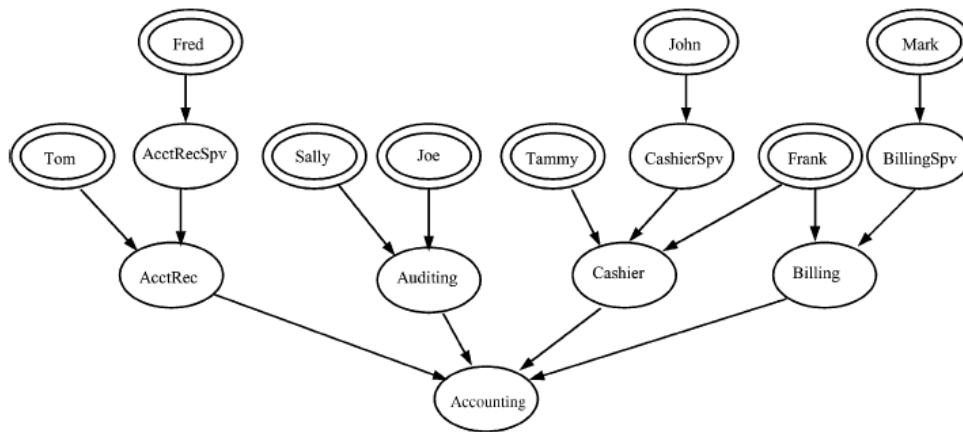 Fred
John
Mark
Tom
AcctRecSpv
Sally
Joe
Tammy
CashierSpv
Frank
BillingSpv
AcctRec
Auditing
Cashier
Billing
Accounting